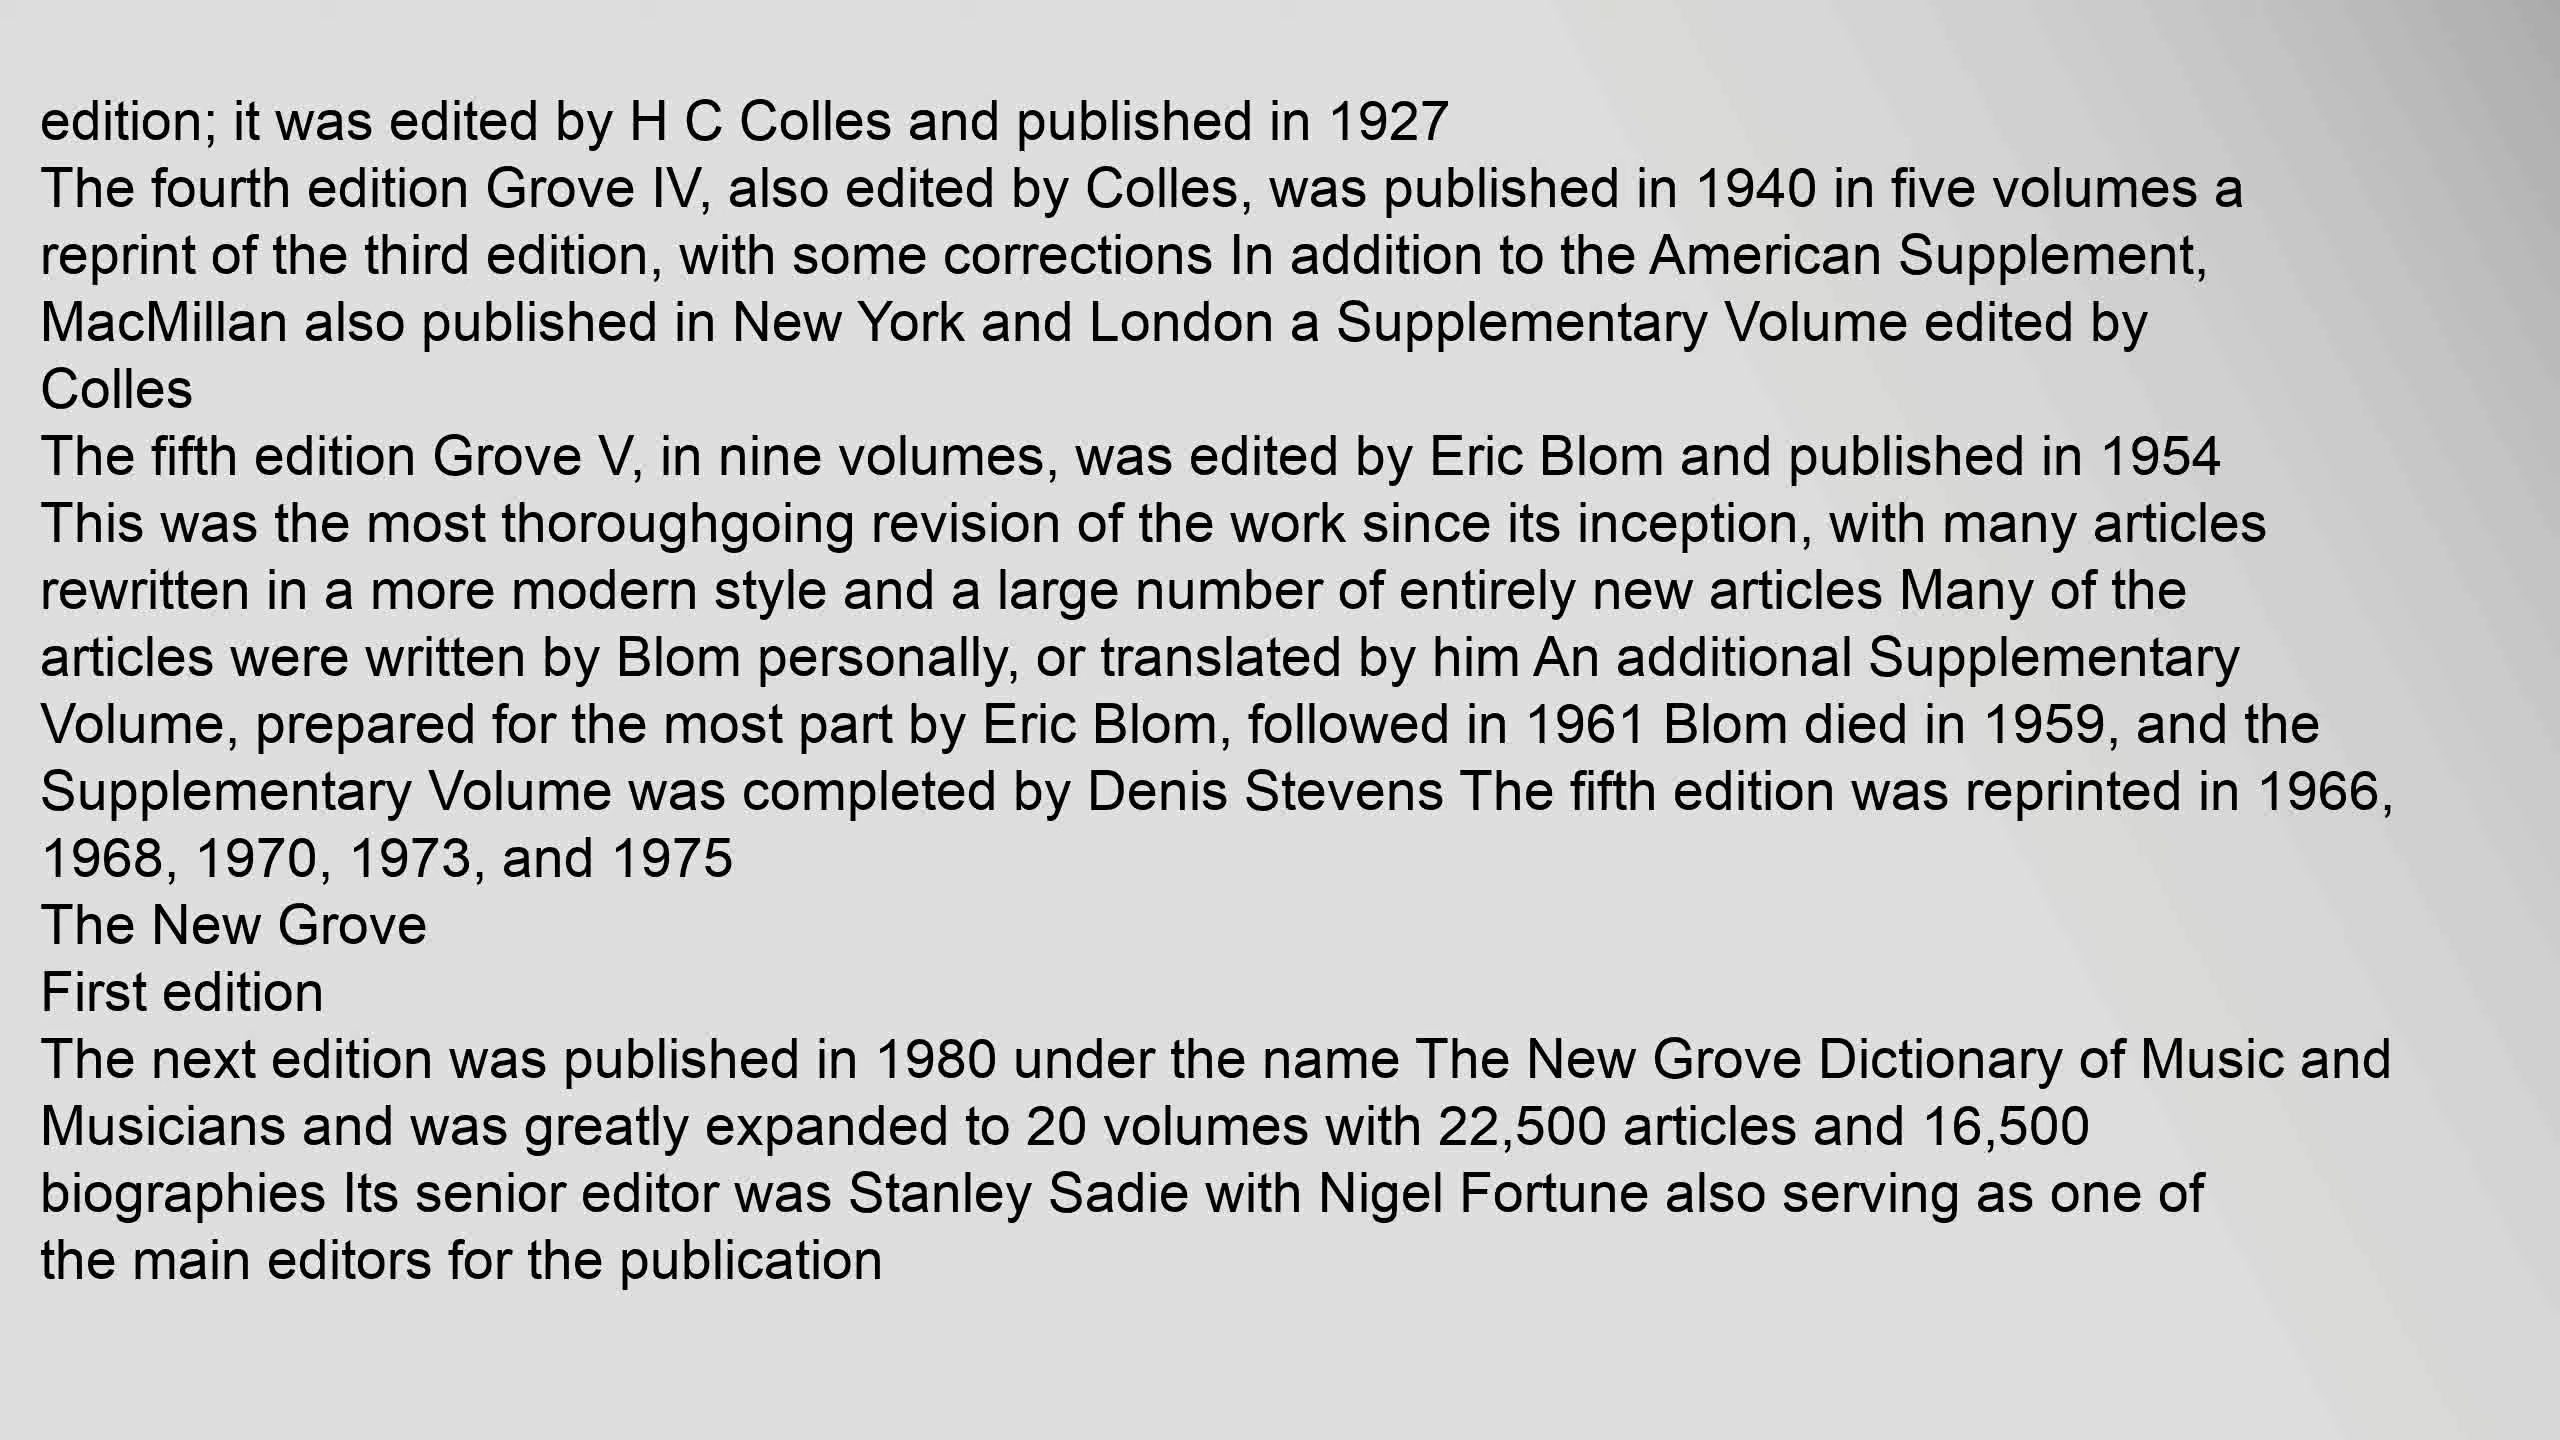 edition; it was edited by H C Colles and published in 1927
The fourth edition Grove IV, also edited by Colles, was published in 1940 in five volumes a
reprint of the third edition, with some corrections In addition to the American Supplement,
MacMillan also published in New York and London a Supplementary Volume edited by
Colles
The fifth edition Grove V, in nine volumes, was edited by Eric Blom and published in 1954
This was the most thoroughgoing revision of the work since its inception, with many articles
rewritten in a more modern style and a large number of entirely new articles Many of the
articles were written by Blom personally, or translated by him An additional Supplementary
Volume, prepared for the most part by Eric Blom, followed in 1961 Blom died in 1959, and the
Supplementary Volume was completed by Denis Stevens The fifth edition was reprinted in 1966,
1968, 1970, 1973, and 1975
The New Grove
First edition
The next edition was published in 1980 under the name The New Grove Dictionary of Music and
Musicians and was greatly expanded to 20 volumes with 22,500 articles and 16,500
biographies Its senior editor was Stanley Sadie with Nigel Fortune also serving as one of
the main editors for the publication